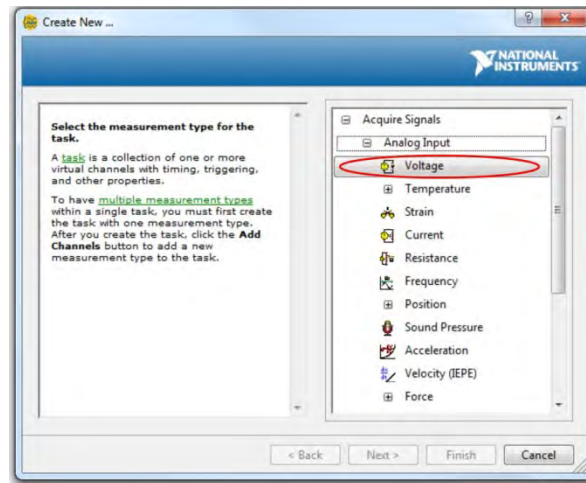 Create New ...
NATIONAL
INSTRUMENTS
Select the measurement type for the
task.
A task is a collection of one or more
virtual channels with timing, triggering,
and other properties.
To have multiple measurement types
within a single task, you must first create
the task with one measurement type.
After you create the task, click the Add
Channels button to add a new
measurement type to the task.
Acquire Signals
Analog Input
Voltage
Temperature
Strain
Current
Resistance
Frequency
Position
Sound Pressure
Acceleration
Velocity (IEPE)
Force
< Back Next > Finish Cancel